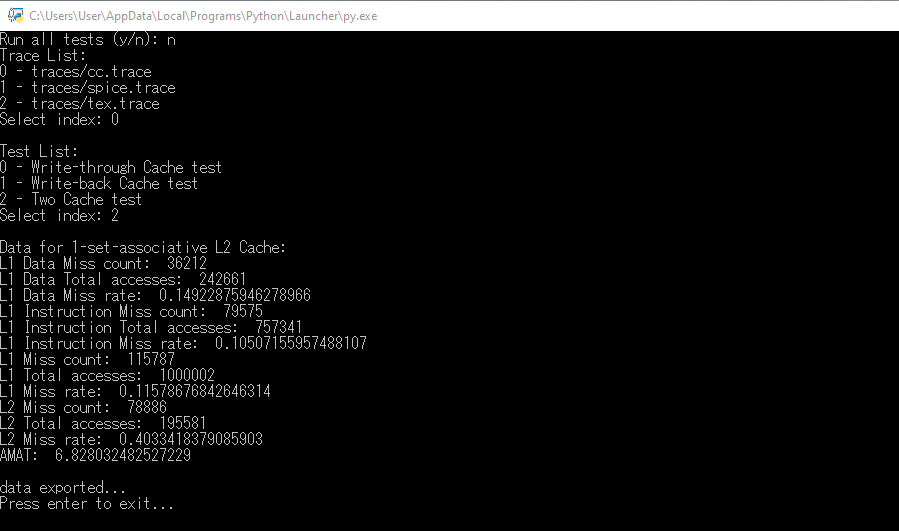 C:\Users\User\AppData\Local\Programs\Python\Launcher\py.exe
Run all tests (y/n): n
Trace List:
0 - traces/cc.trace
1 - traces/spice.trace
2 - traces/tex.trace
Select index: 0
Test List:
0 - Write-through Cache test
1 - Write-back Cache test
2 - Two Cache test
Select index: 2
Data for 1-set-associative L2 Cache:
L1 Data Miss count:  36212
L1 Data Total accesses:  242661
L1 Data Miss rate:  0.14922875946278966
L1 Instruction Miss count:  79575
L1 Instruction Total accesses:  757341
L1 Instruction Miss rate:  0.10507155957488107
L1 Miss count:  115787
L1 Total accesses:  1000002
L1 Miss rate:  0.11578676842646314
L2 Miss count:  78886
L2 Total accesses:  195581
L2 Miss rate:  0.4033418379085903
AMAT:  6.828032482527229
data exported...
Press enter to exit...